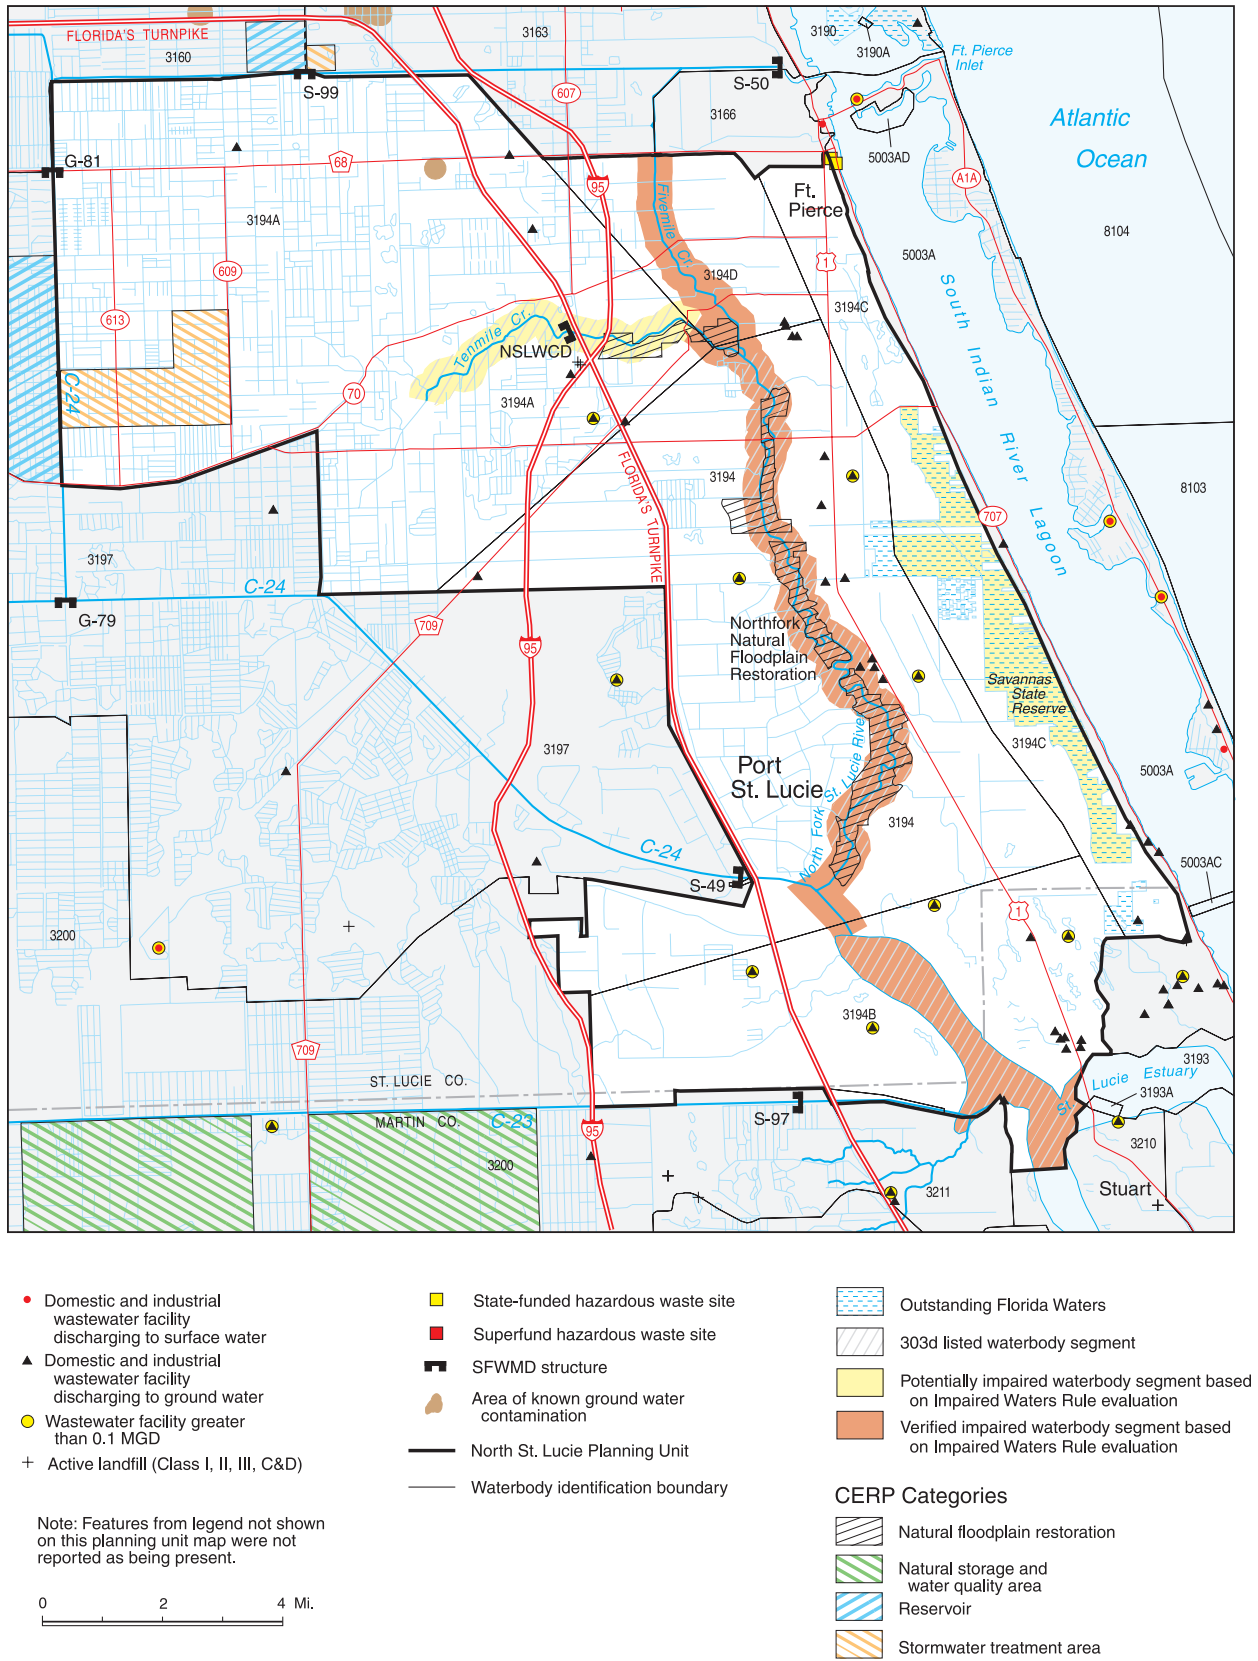 FLORIDA'S TURNPIKE
3160
3163
3190
3190A
Ft. Pierce
Inlet
S-99
S-50
607
3166
Atlantic
Ocean
5003AD
G-81
68
95
A1A
Ft.
Pierce
3194A
Fivemile Cr.
8104
5003A
609
1
3194D
South Indian River Lagoon
3194C
613
Tenmile Cr.
NSLWCD
C-24
70
3194A
FLORIDA'S TURNPIKE
3194
8103
707
3197
C-24
G-79
709
95
Northfork
Natural
Floodplain
Restoration
Savannas
State
Reserve
3194C
3197
Port
St. Lucie
North Fork St. Lucie River
5003A
3194
C-24
S-49
5003AC
1
3200
3194B
709
3193
ST. LUCIE CO.
St. Lucie Estuary
3193A
MARTIN CO.
C-23
95
S-97
3210
3200
3211
Stuart
Domestic and industrial
wastewater facility
discharging to surface water
Domestic and industrial
wastewater facility
discharging to ground water
Wastewater facility greater
than 0.1 MGD
Active landfill (Class I, II, III, C&D)
Note: Features from legend not shown
on this planning unit map were not
reported as being present.
0 2 4 Mi.
State-funded hazardous waste site
Superfund hazardous waste site
SFWMD structure
Area of known ground water
contamination
North St. Lucie Planning Unit
Waterbody identification boundary
Outstanding Florida Waters
303d listed waterbody segment
Potentially impaired waterbody segment based
on Impaired Waters Rule evaluation
Verified impaired waterbody segment based
on Impaired Waters Rule evaluation
CERP Categories
Natural floodplain restoration
Natural storage and
water quality area
Reservoir
Stormwater treatment area